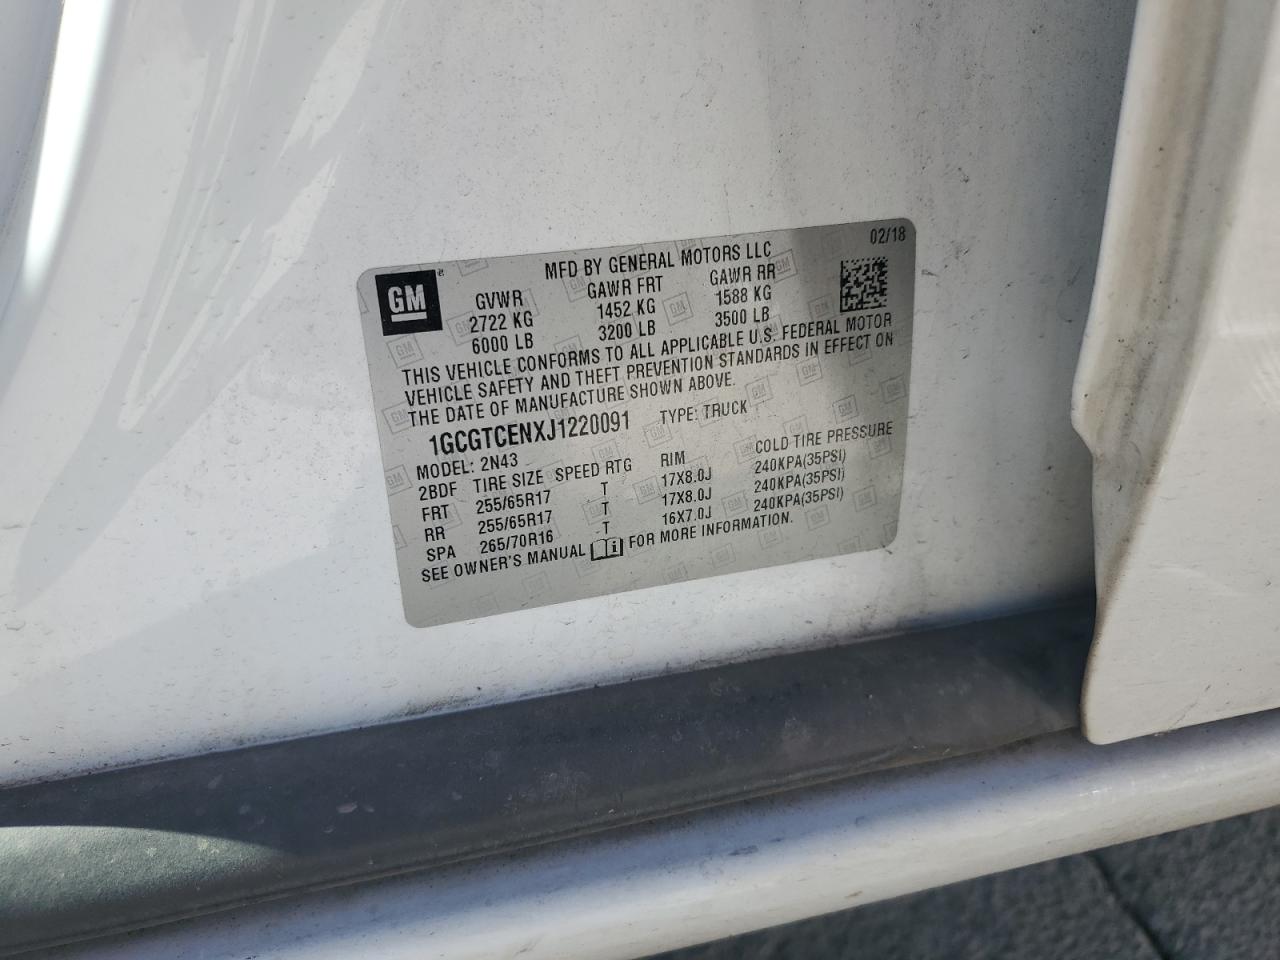 GM
MFD BY GENERAL MOTORS LLC
02/18
GVWR GAWR FRT GAWR RR
2722 KG 1452 KG 1588 KG
6000 LB 3200 LB 3500 LB
THIS VEHICLE CONFORMS TO ALL APPLICABLE U.S. FEDERAL MOTOR
VEHICLE SAFETY AND THEFT PREVENTION STANDARDS IN EFFECT ON
THE DATE OF MANUFACTURE SHOWN ABOVE.
1GCGTCENXJ1220091 TYPE: TRUCK
MODEL: 2N43
2BDF TIRE SIZE SPEED RTG RIM COLD TIRE PRESSURE
FRT 255/65R17 T 17X8.0J 240KPA(35PSI)
RR 255/65R17 T 17X8.0J 240KPA(35PSI)
SPA 265/70R16 T 16X7.0J 240KPA(35PSI)
SEE OWNER'S MANUAL FOR MORE INFORMATION.